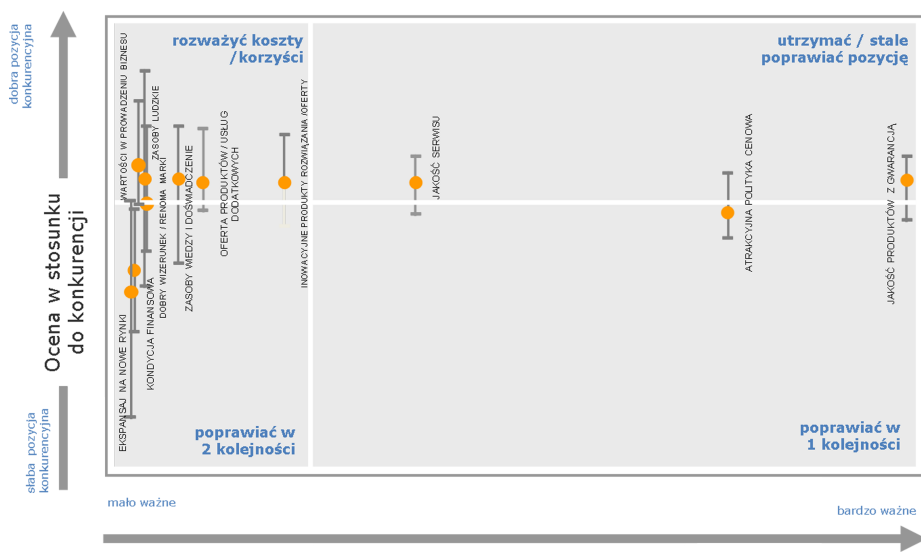 dobra pozycja
konkurencyjna
Ocena w stosunku
do konkurencji
słaba pozycja
konkurencyjna
rozważyć koszty
/korzyści
utrzymać / stale
poprawiać pozycję
WARTOŚCI W PROWADZENIU BIZNESU
ZASOBY LUDZKIE
EKSPANSAJ NA NOWE RYNKI
KONDYCJA FINANSOWA
DOBRY WIZERUNEK / RENOMA MARKI
ZASOBY WIEDZY I DOŚWIADCZENIE
OFERTA PRODUKTÓW / USŁUG
DODATKOWYCH
INOWACYJNE PRODUKTY ROZWIĄZANIA /OFERTY
JAKOŚĆ SERWISU
ATRAKCYJNA POLITYKA CENOWA
JAKOŚĆ PRODUKTÓW Z GWARANCJĄ
poprawiać w
2 kolejności
poprawiać w
1 kolejności
mało ważne
bardzo ważne